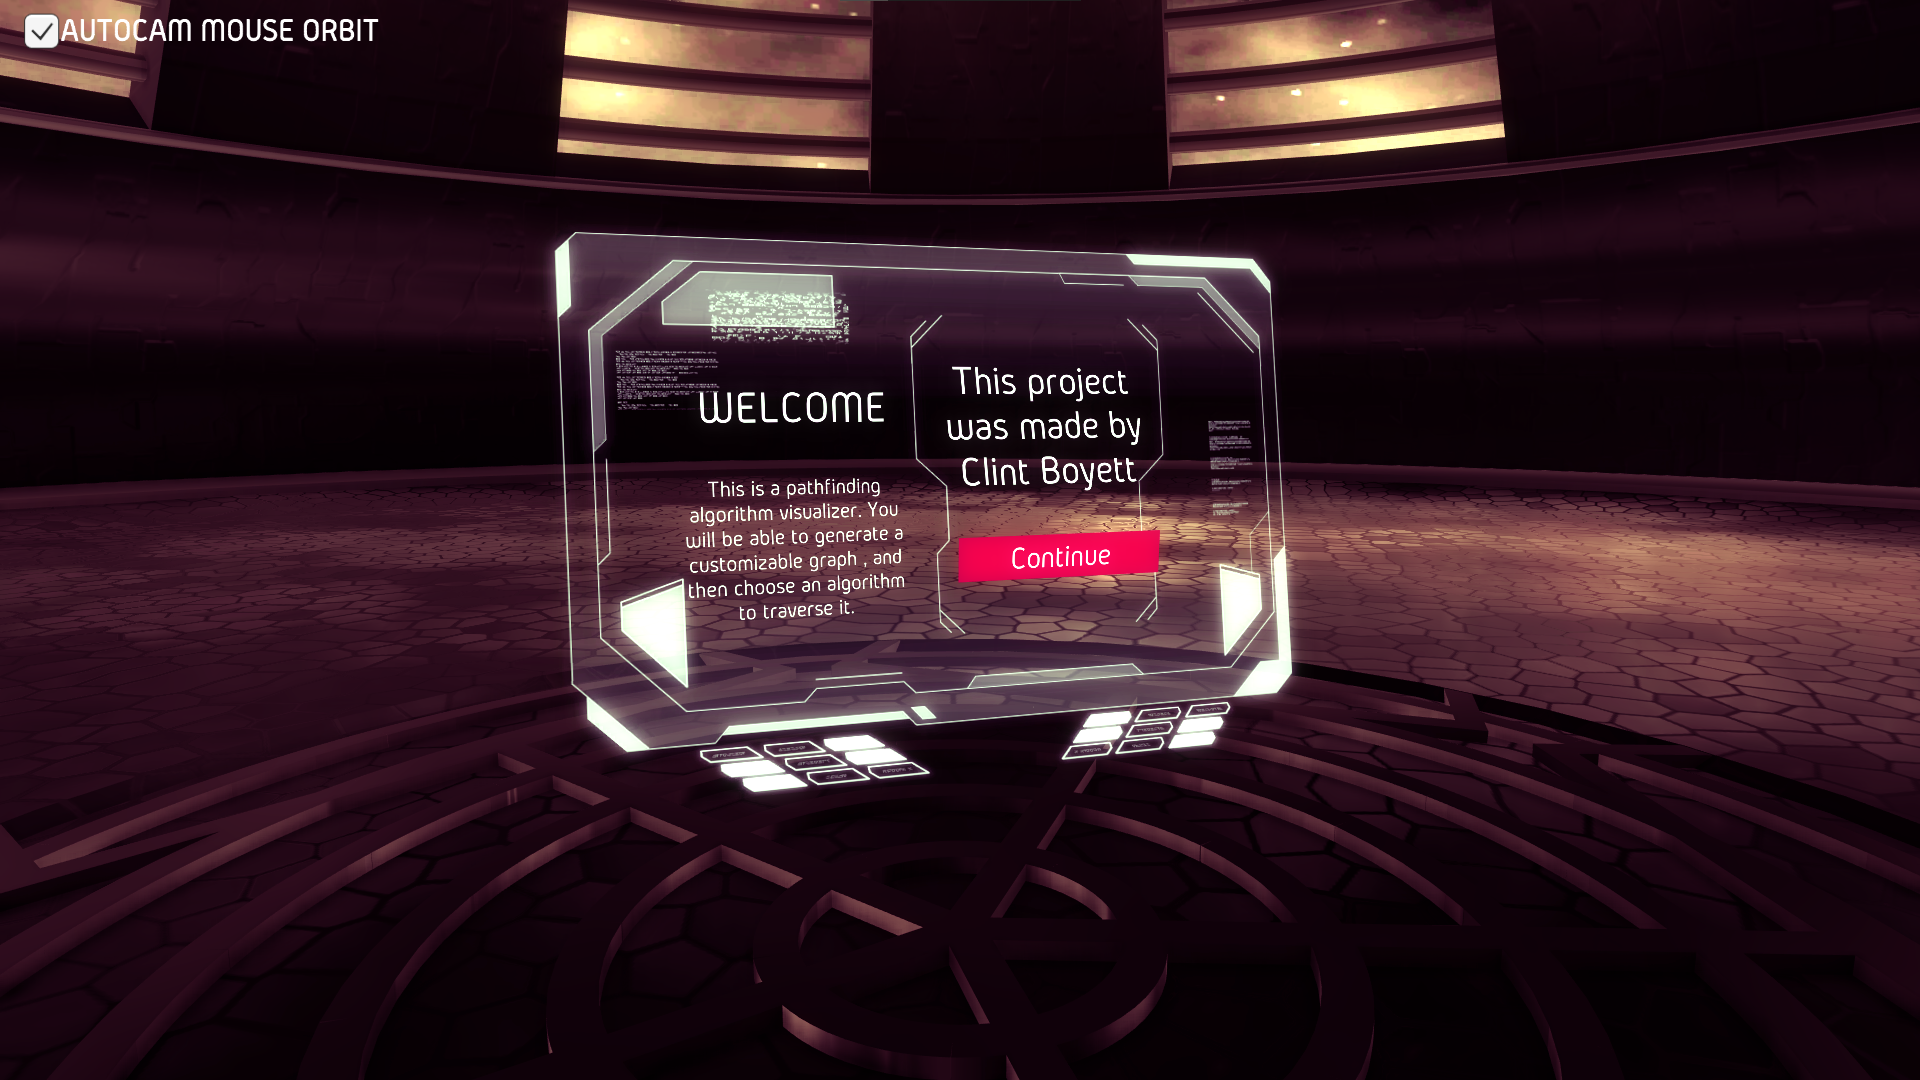 AUTOCAM MOUSE ORBIT
WELCOME
This is a pathfinding
algorithm visualizer. You
will be able to generate a
customizable graph , and
then choose an algorithm
to traverse it.
This project
was made by
Clint Boyett
Continue